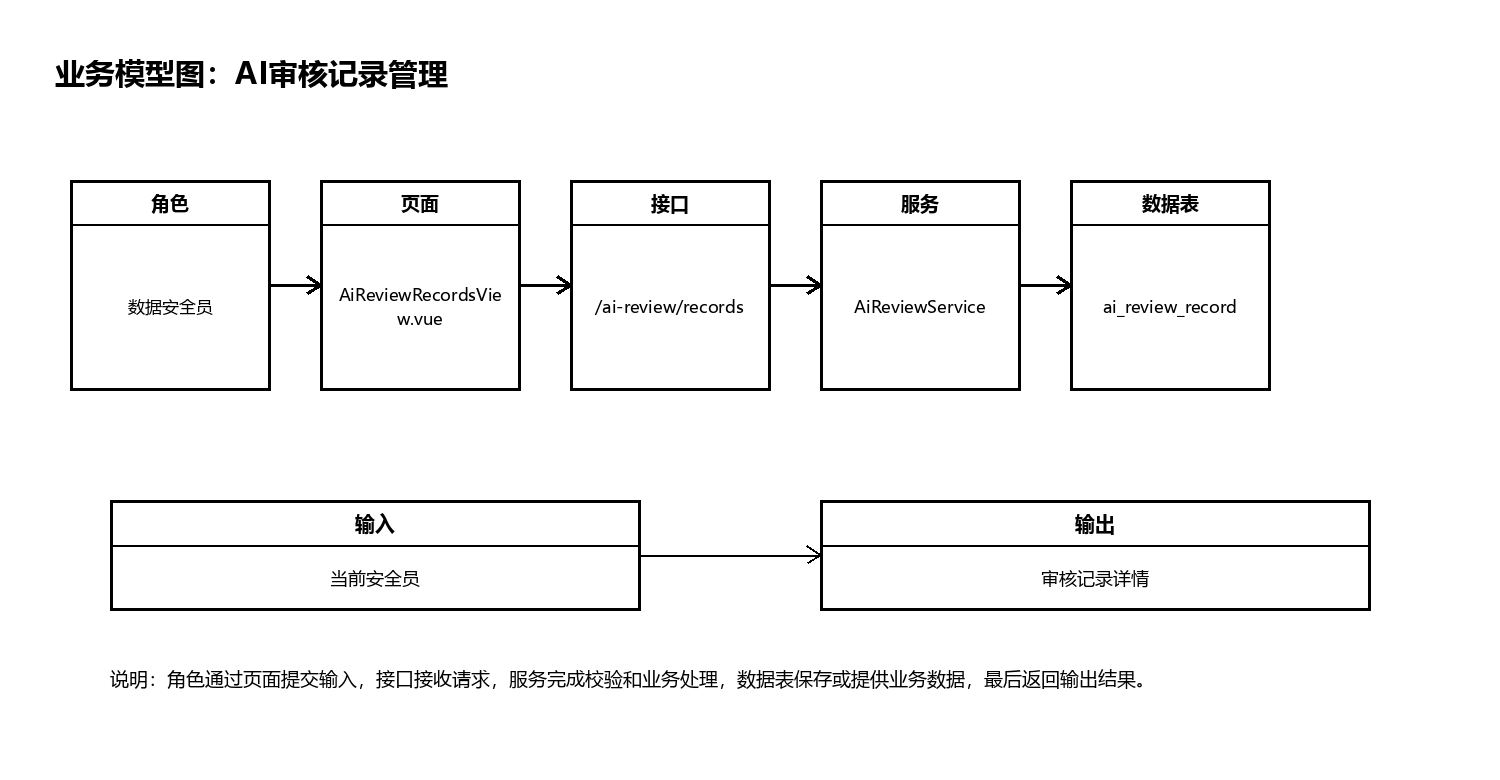 业务模型图：AI审核记录管理
角色
数据安全员
页面
AiReviewRecordsVie
w.vue
接口
/ai-review/records
服务
AiReviewService
数据表
ai_review_record
输入
当前安全员
输出
审核记录详情
说明：角色通过页面提交输入，接口接收请求，服务完成校验和业务处理，数据表保存或提供业务数据，最后返回输出结果。